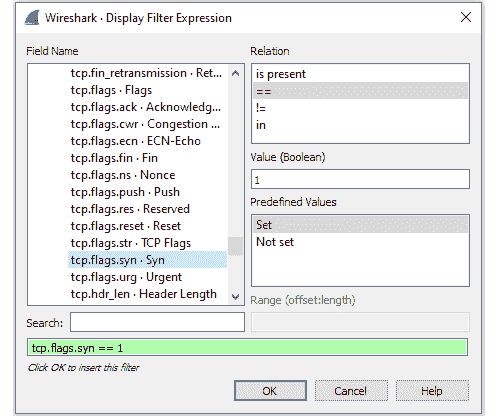 Wireshark · Display Filter Expression
Field Name
tcp.fin_retransmission · Ret...
tcp.flags · Flags
tcp.flags.ack · Acknowledg...
tcp.flags.cwr · Congestion ...
tcp.flags.ecn · ECN-Echo
tcp.flags.fin · Fin
tcp.flags.ns · Nonce
tcp.flags.push · Push
tcp.flags.res · Reserved
tcp.flags.reset · Reset
tcp.flags.str · TCP Flags
tcp.flags.syn · Syn
tcp.flags.urg · Urgent
tcp.hdr_len · Header Length
Relation
is present
==
!=
in
Value (Boolean)
1
Predefined Values
Set
Not set
Range (offset:length)
Search:
tcp.flags.syn == 1
Click OK to insert this filter
OK
Cancel
Help